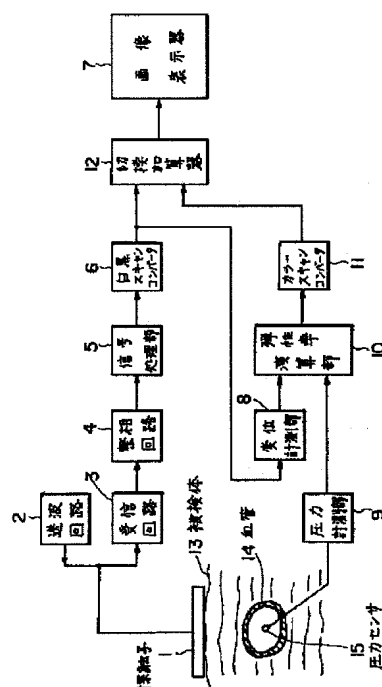 2
送波
回路
3
受信
回路
4
整相
回路
5
信号
処理部
6
白黒
スキャン
コンバータ
12
切換加算器
7
画像
表示器
8
変位
計測部
9
圧力
計測部
10
弾性率
演算部
11
カラー
スキャン
コンバータ
探触子
13 被検体
14 血管
15
圧力センサ